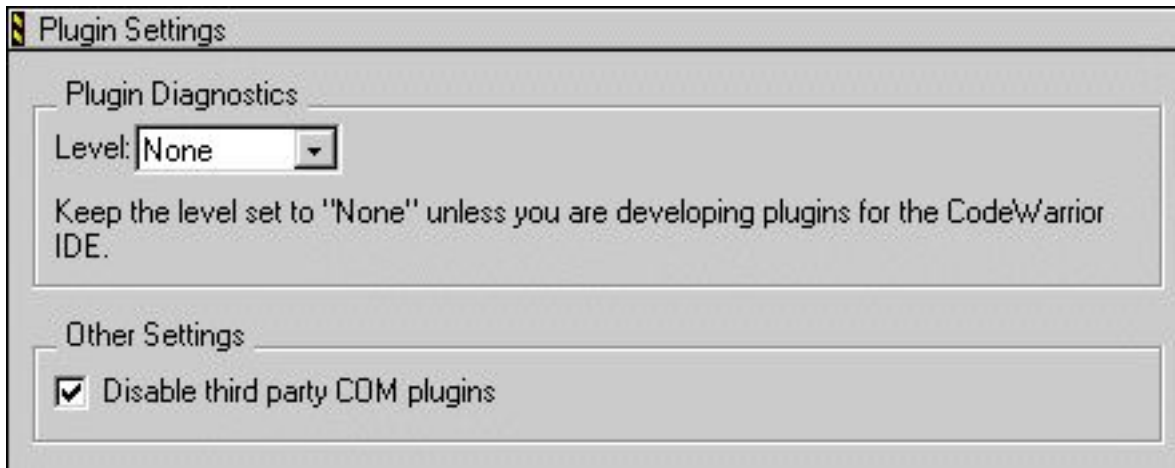 Plugin Settings
Plugin Diagnostics
Level: None
Keep the level set to "None" unless you are developing plugins for the CodeWarrior
IDE.
Other Settings
Disable third party COM plugins